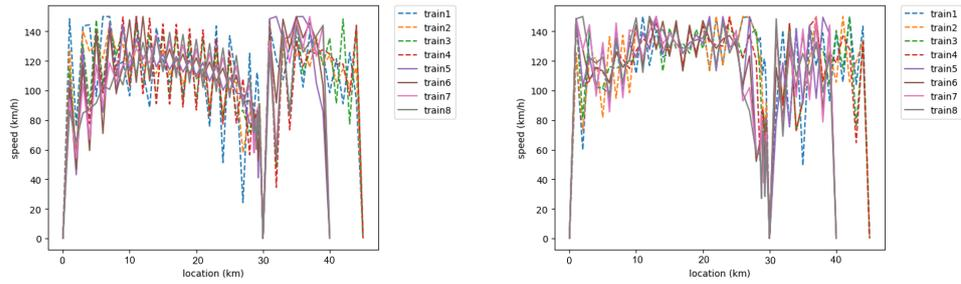 140
120
100
80
60
40
20
0
speed (km/h)
0 10 20 30 40
location (km)
train1
train2
train3
train4
train5
train6
train7
train8
140
120
100
80
60
40
20
0
speed (km/h)
0 10 20 30 40
location (km)
train1
train2
train3
train4
train5
train6
train7
train8